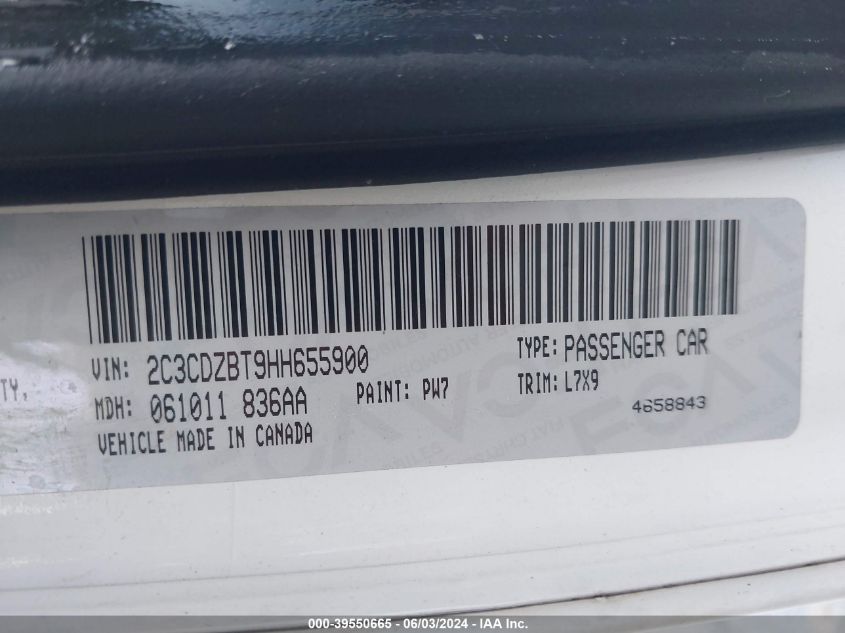 TY,
VIN: 2C3CDZBT9HH655900
TYPE: PASSENGER CAR
MDH: 061011 836AA
PAINT: PW7
TRIM: L7X9
VEHICLE MADE IN CANADA
4658843
000-39550665 - 06/03/2024 - IAA Inc.